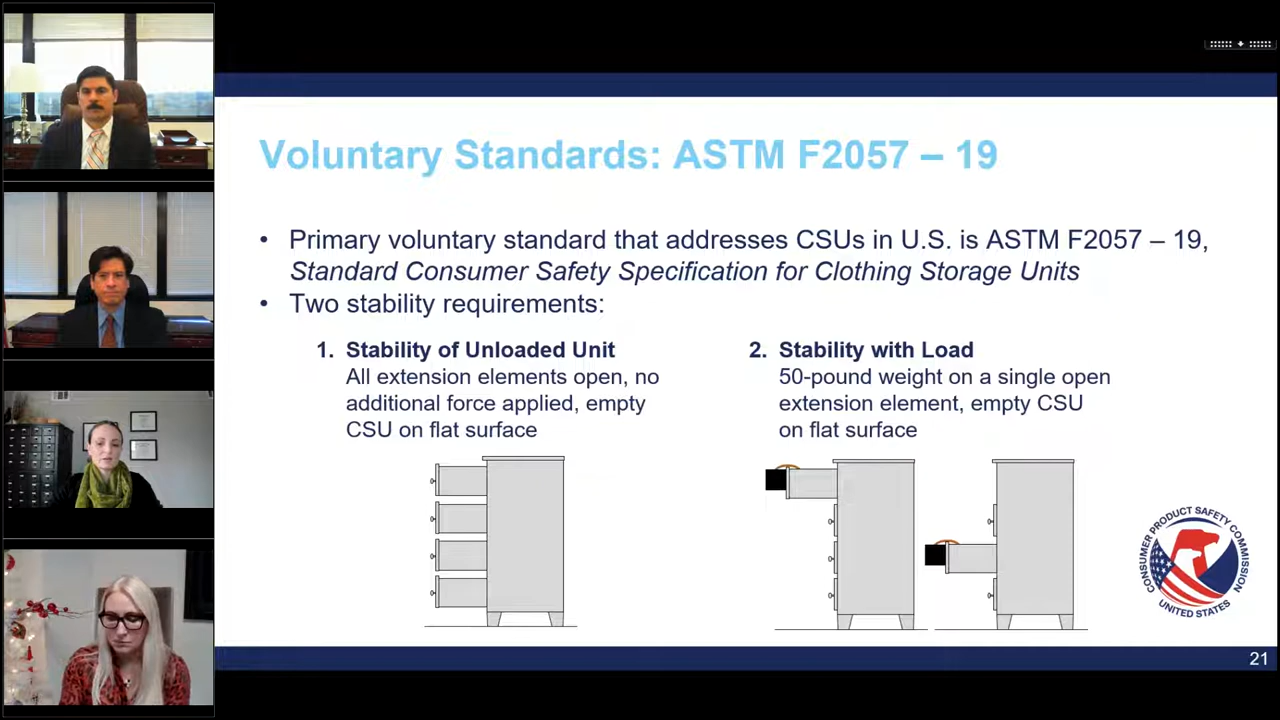 Voluntary Standards: ASTM F2057 – 19
• Primary voluntary standard that addresses CSUs in U.S. is ASTM F2057 – 19,
Standard Consumer Safety Specification for Clothing Storage Units
• Two stability requirements:
1. Stability of Unloaded Unit
All extension elements open, no
additional force applied, empty
CSU on flat surface
2. Stability with Load
50-pound weight on a single open
extension element, empty CSU
on flat surface
CONSUMER PRODUCT SAFETY COMMISSION
UNITED STATES
21